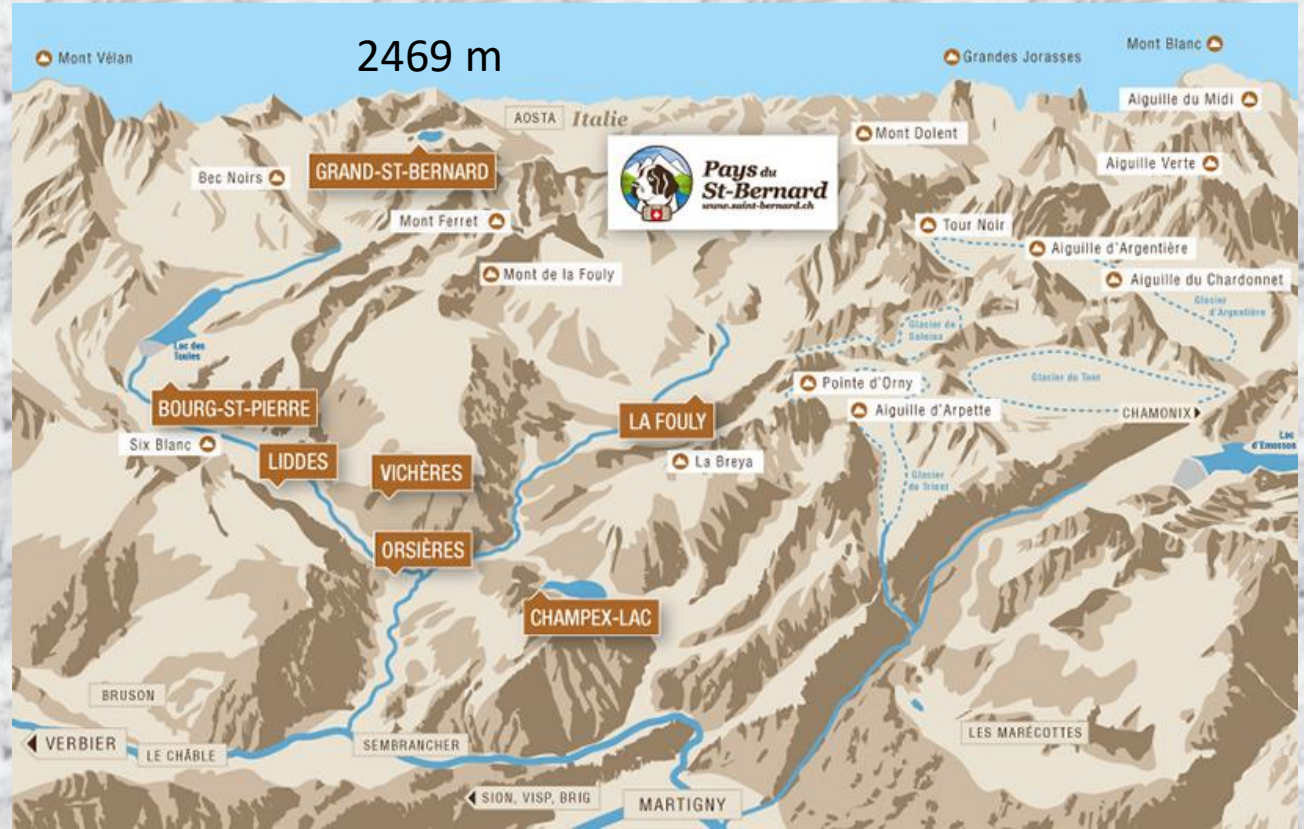 2469 m
Mont Vélan
Grandes Jorasses
Mont Blanc
Aiguille du Midi
AOSTA Italie
Mont Dolent
Pays du
St-Bernard
www.saint-bernard.ch
Bec Noirs
GRAND-ST-BERNARD
Aiguille Verte
Mont Ferret
Tour Noir
Aiguille d'Argentière
Mont de la Fouly
Aiguille du Chardonnet
Glacier
d'Argentière
Glacier de
Saleina
Lac des
Toules
Pointe d'Orny
Glacier du Tour
BOURG-ST-PIERRE
LA FOULY
Aiguille d'Arpette
CHAMONIX
Six Blanc
LIDDES
VICHÈRES
La Breya
Lac
d'Emosson
Glacier
du Trient
ORSIÈRES
CHAMPEX-LAC
BRUSON
VERBIER
LE CHÂBLE
SEMBRANCHER
LES MARÉCOTTES
SION, VISP, BRIG
MARTIGNY